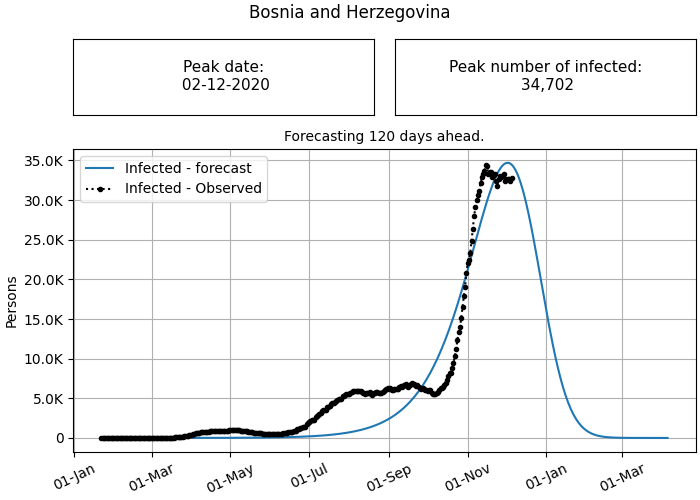 Bosnia and Herzegovina
Peak date:
02-12-2020
Peak number of infected:
34,702
Forecasting 120 days ahead.
Infected - forecast
Infected - Observed
35.0K
30.0K
25.0K
20.0K
15.0K
10.0K
5.0K
0
Persons
01-Jan
01-Mar
01-May
01-Jul
01-Sep
01-Nov
01-Jan
01-Mar